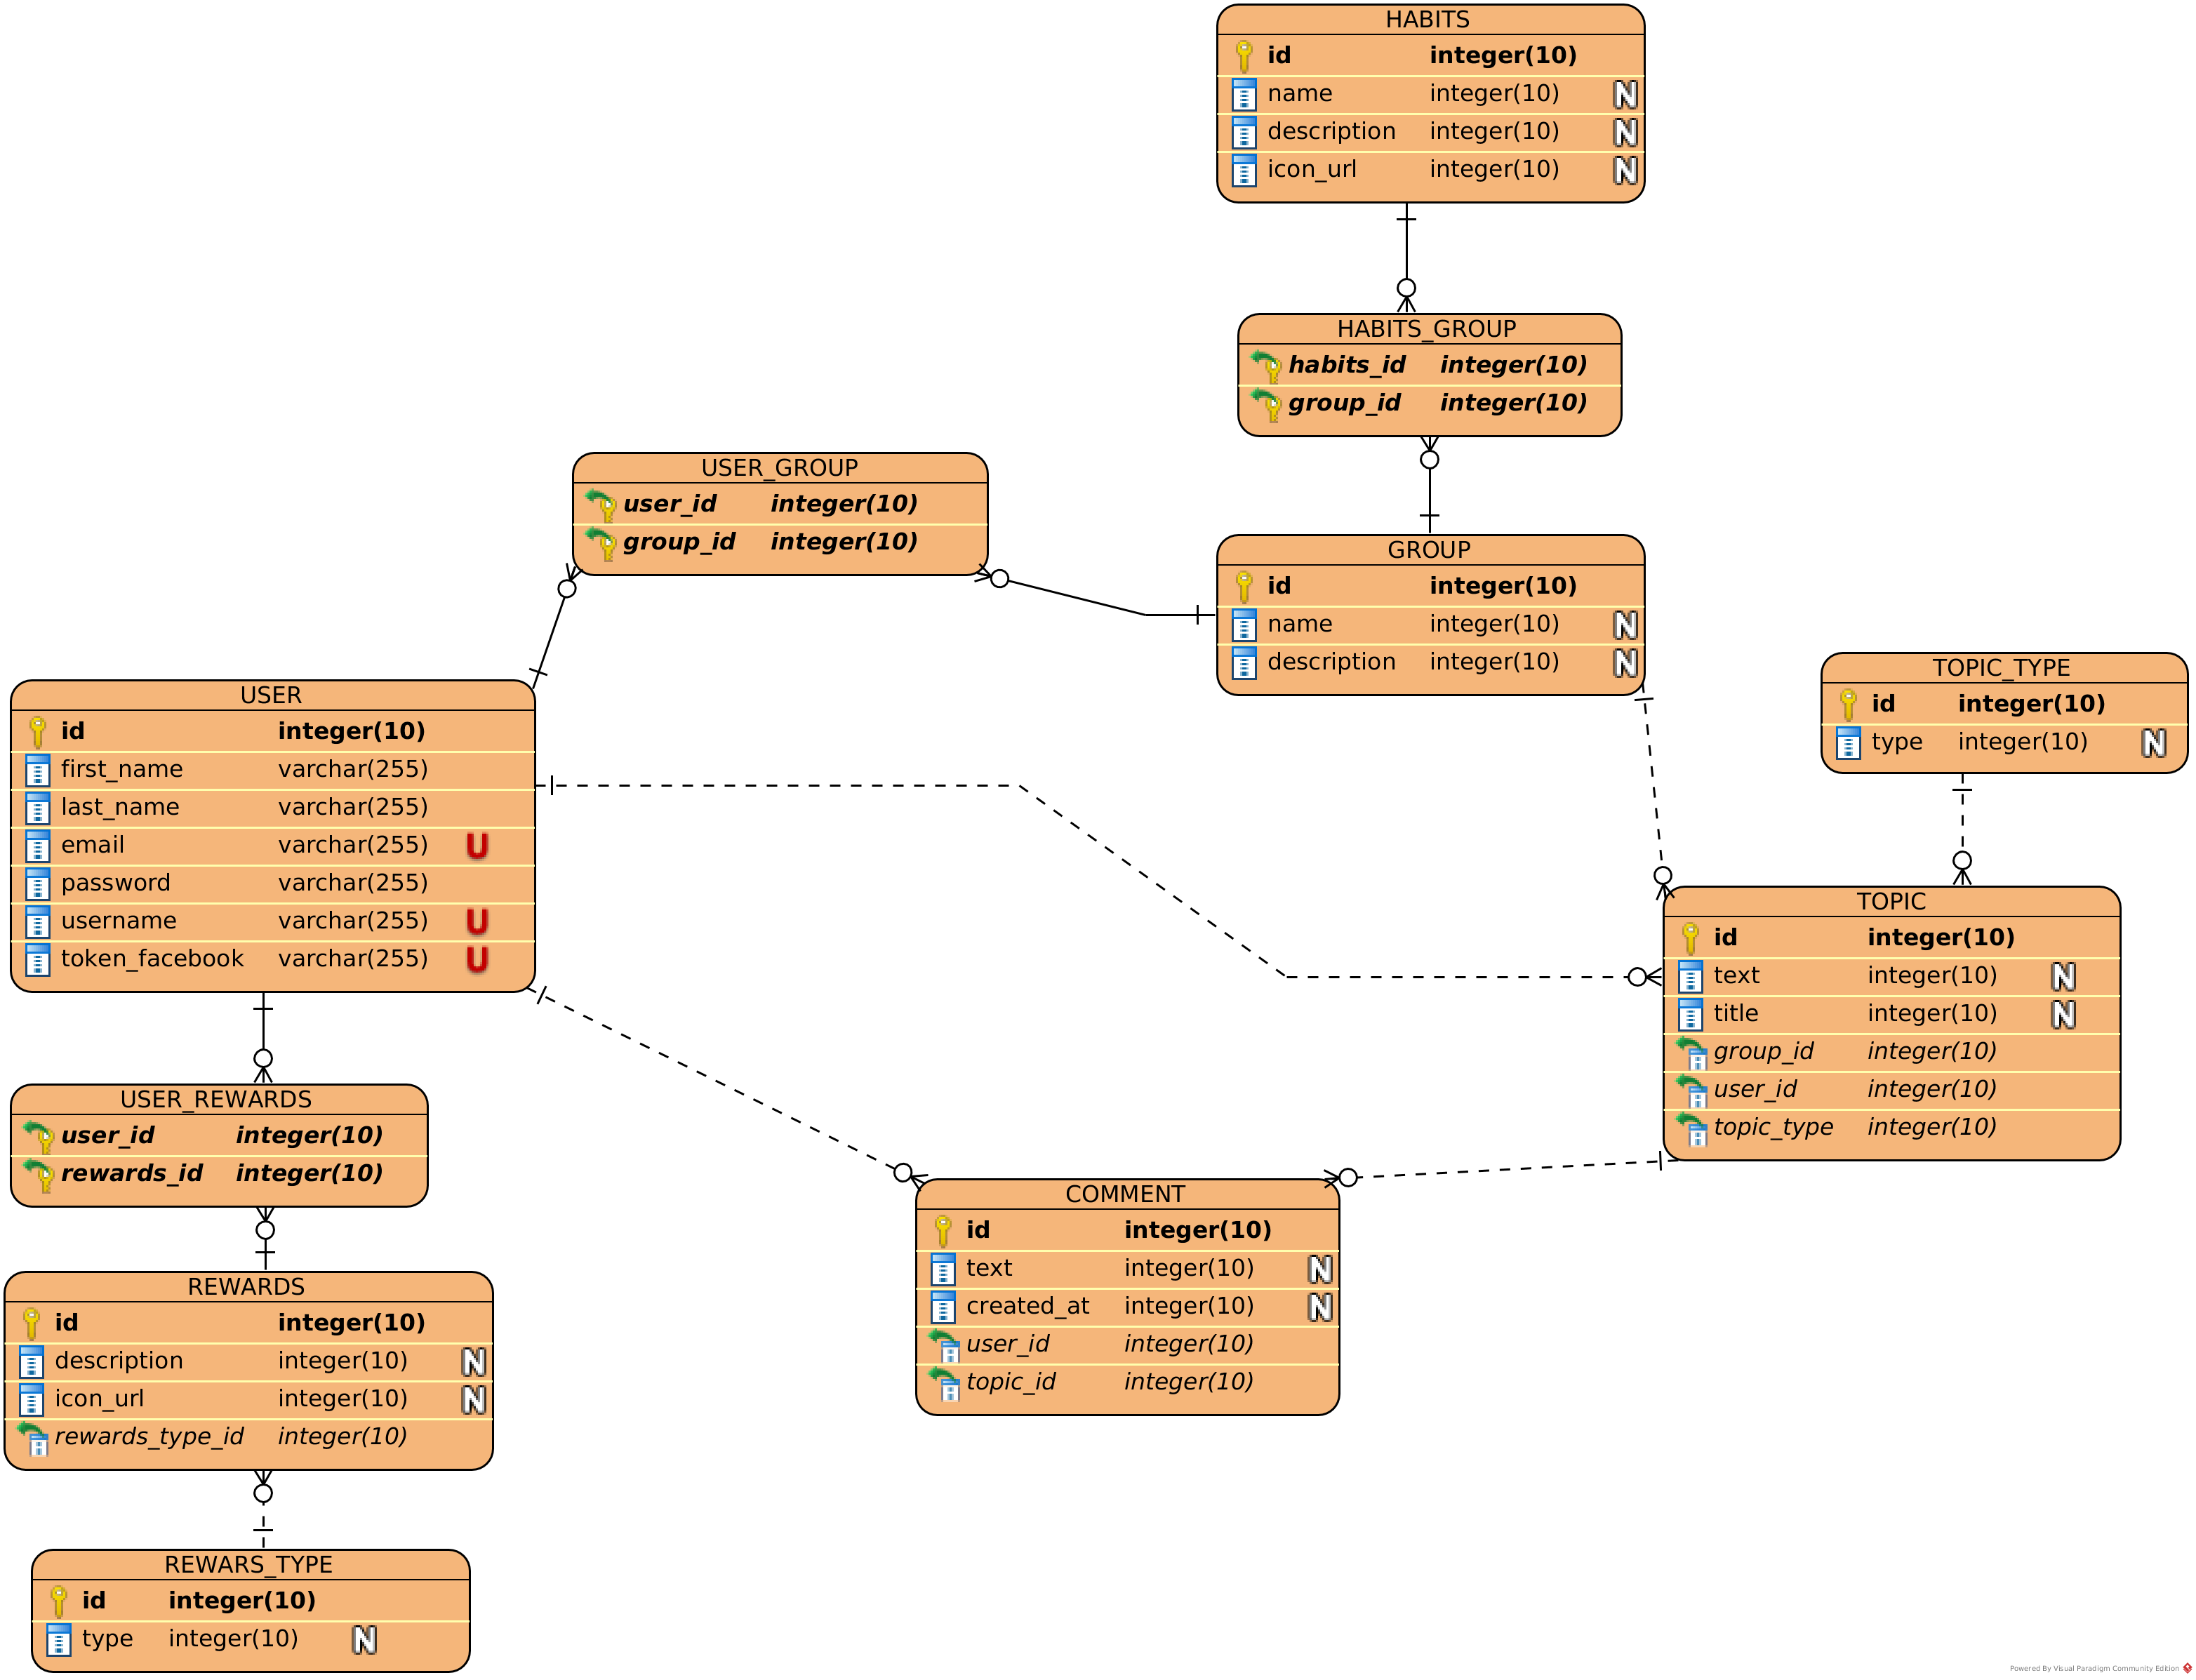 HABITS
id integer(10)
name integer(10) N
description integer(10) N
icon_url integer(10) N
HABITS_GROUP
habits_id integer(10)
group_id integer(10)
USER_GROUP
user_id integer(10)
group_id integer(10)
GROUP
id integer(10)
name integer(10) N
description integer(10) N
TOPIC_TYPE
id integer(10)
type integer(10) N
USER
id integer(10)
first_name varchar(255)
last_name varchar(255)
email varchar(255) U
password varchar(255)
username varchar(255) U
token_facebook varchar(255) U
TOPIC
id integer(10)
text integer(10) N
title integer(10) N
group_id integer(10)
user_id integer(10)
topic_type integer(10)
USER_REWARDS
user_id integer(10)
rewards_id integer(10)
COMMENT
id integer(10)
text integer(10) N
created_at integer(10) N
user_id integer(10)
topic_id integer(10)
REWARDS
id integer(10)
description integer(10) N
icon_url integer(10) N
rewards_type_id integer(10)
REWARS_TYPE
id integer(10)
type integer(10) N
Powered By Visual Paradigm Community Edition